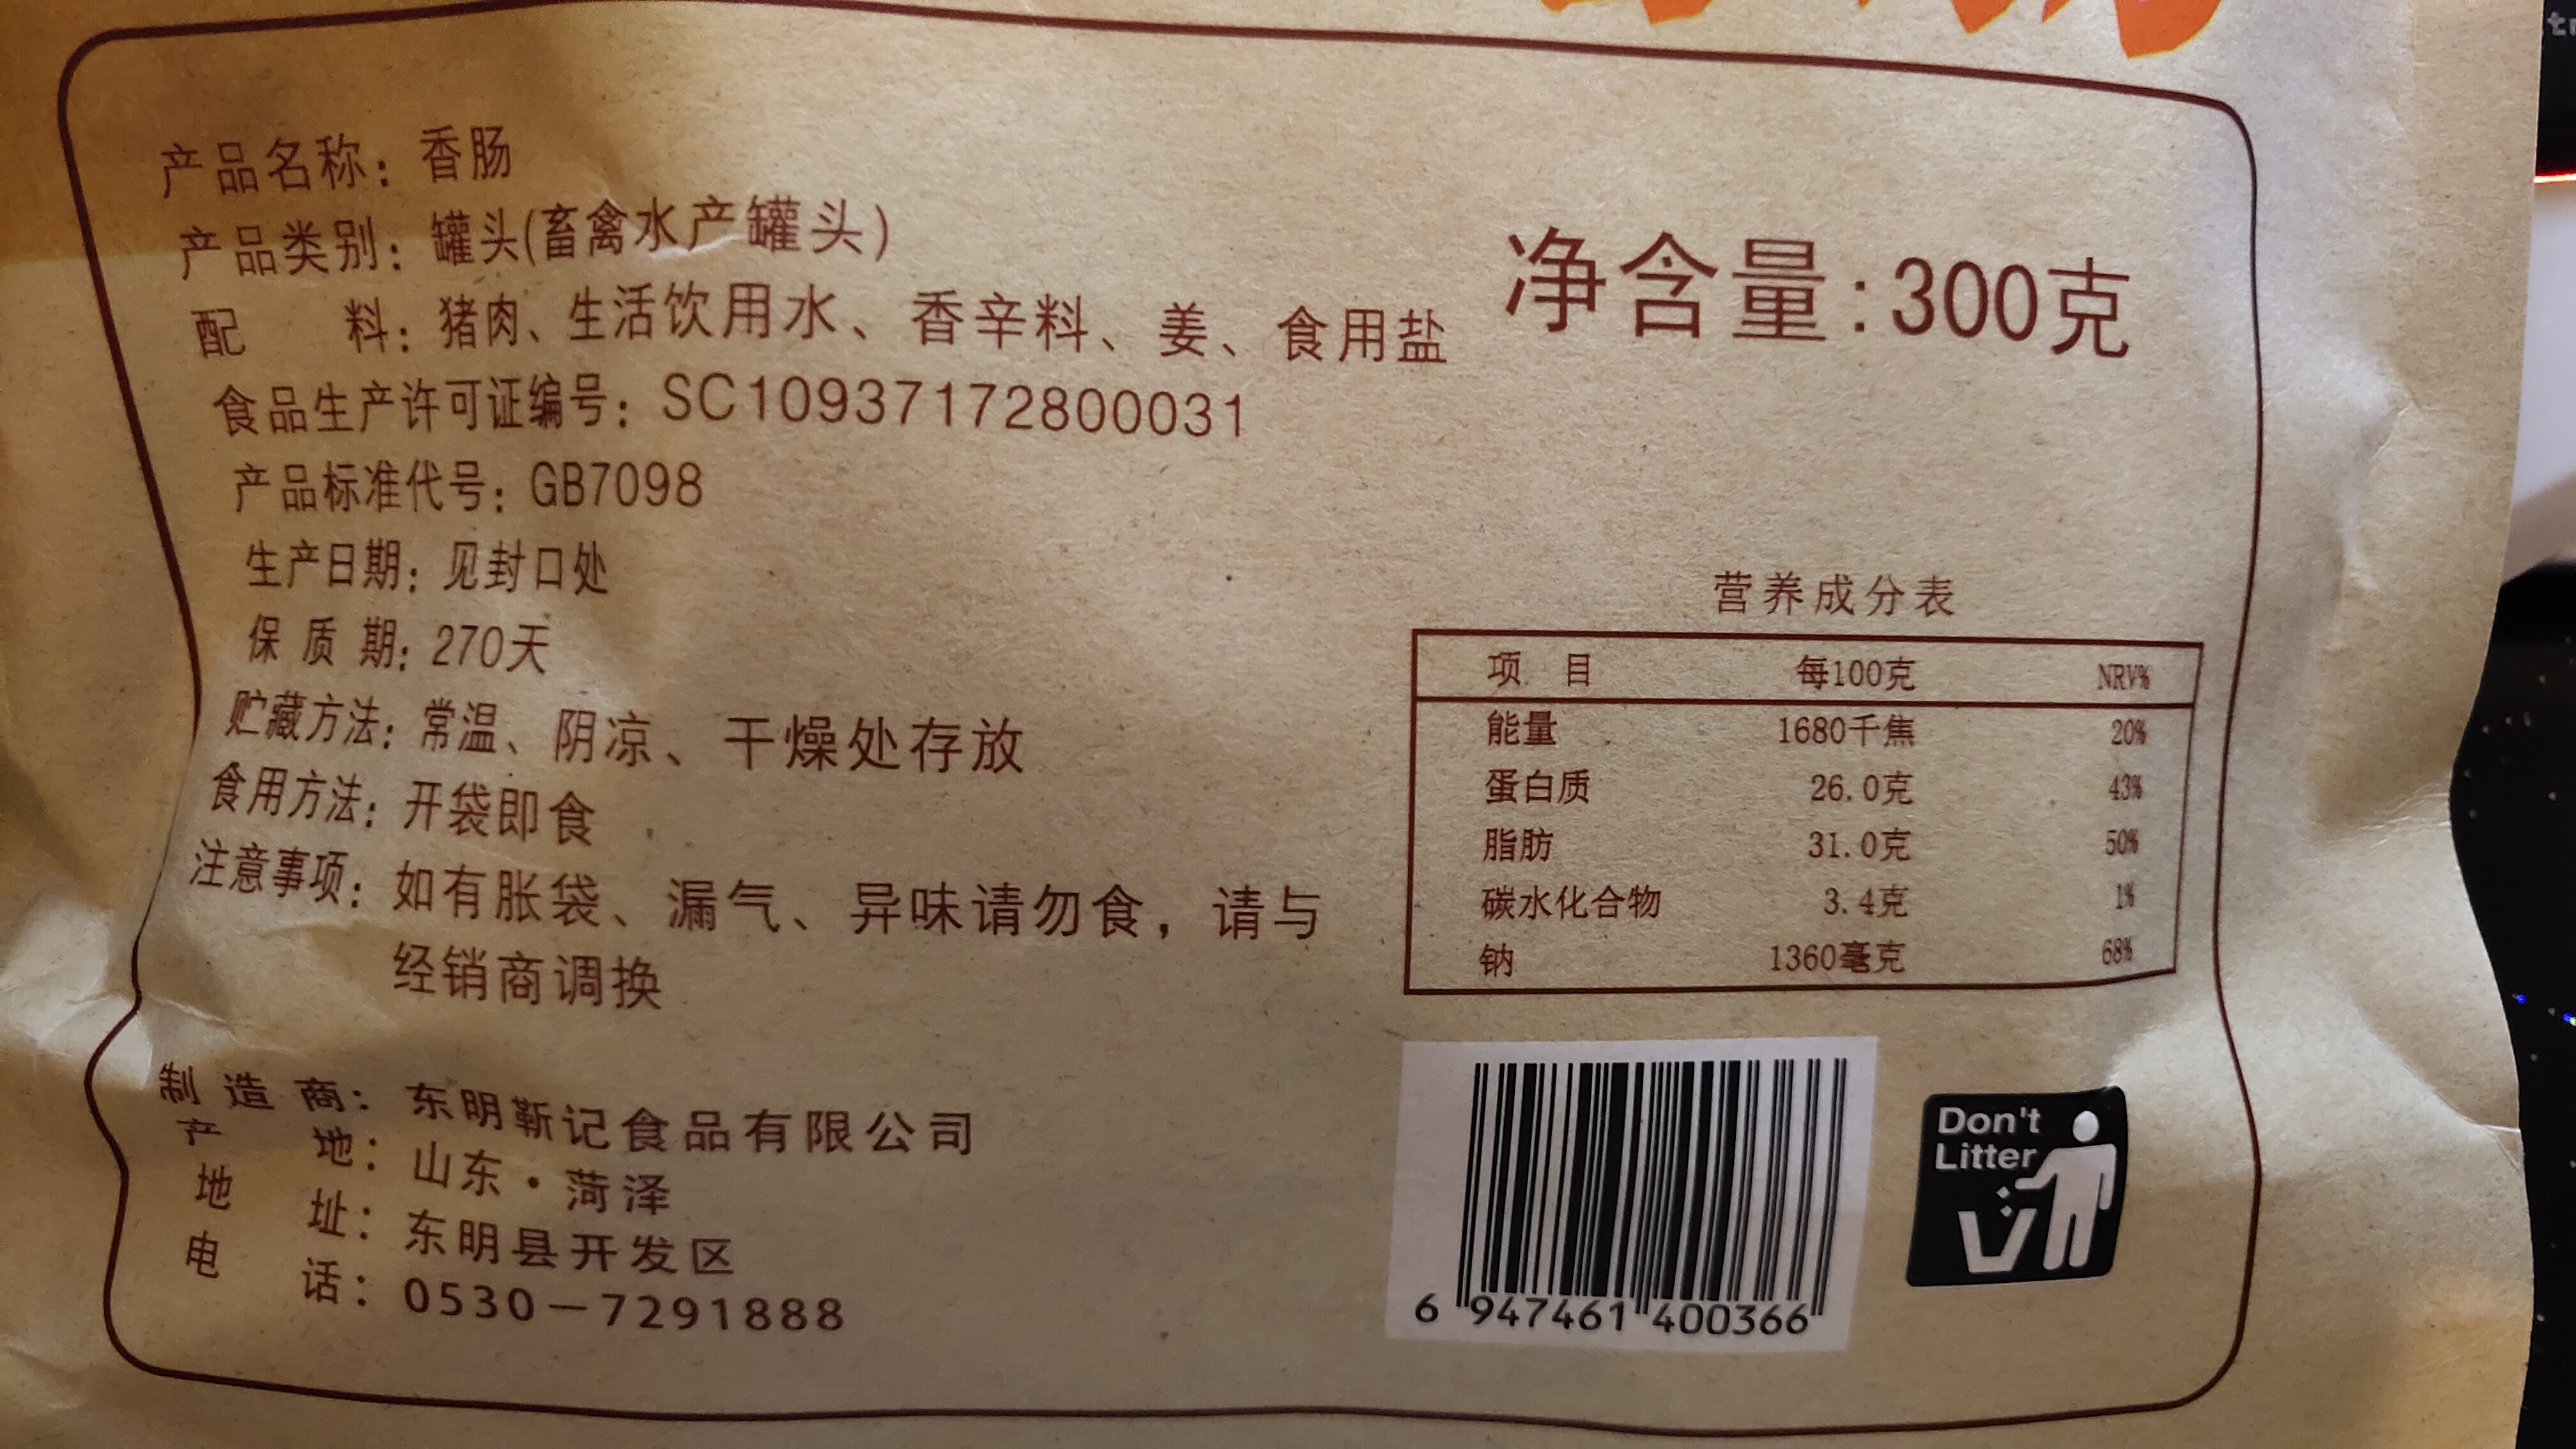 产品名称：香肠
产品类别：罐头(畜禽水产罐头)
配 料：猪肉、生活饮用水、香辛料、姜、食用盐
食品生产许可证编号：SC10937172800031
产品标准代号：GB7098
生产日期：见封口处
保质期：270天
贮藏方法：常温、阴凉、干燥处存放
食用方法：开袋即食
注意事项：如有胀袋、漏气、异味请勿食，请与
经销商调换
制造商：东明靳记食品有限公司
产 地：山东·菏泽
地 址：东明县开发区
电 话：0530—7291888
净含量:300克
营养成分表
项 目 每100克 NRV%
能量 1680千焦 20%
蛋白质 26.0克 43%
脂肪 31.0克 50%
碳水化合物 3.4克 1%
钠 1360毫克 68%
6 947461 400366
Don't
Litter